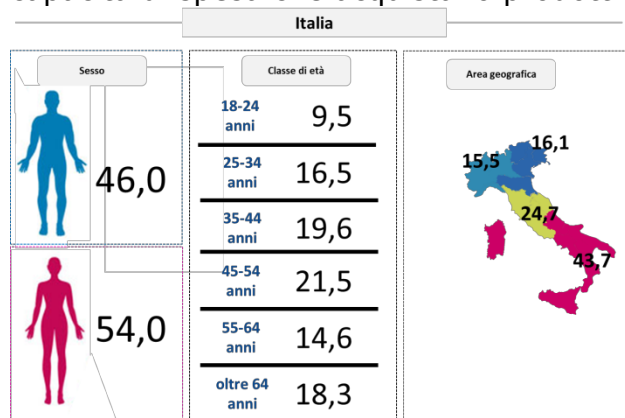 Italia
Sesso
46,0
54,0
Classe di età
18-24 anni 9,5
25-34 anni 16,5
35-44 anni 19,6
45-54 anni 21,5
55-64 anni 14,6
oltre 64 anni 18,3
Area geografica
16,1
15,5
24,7
43,7